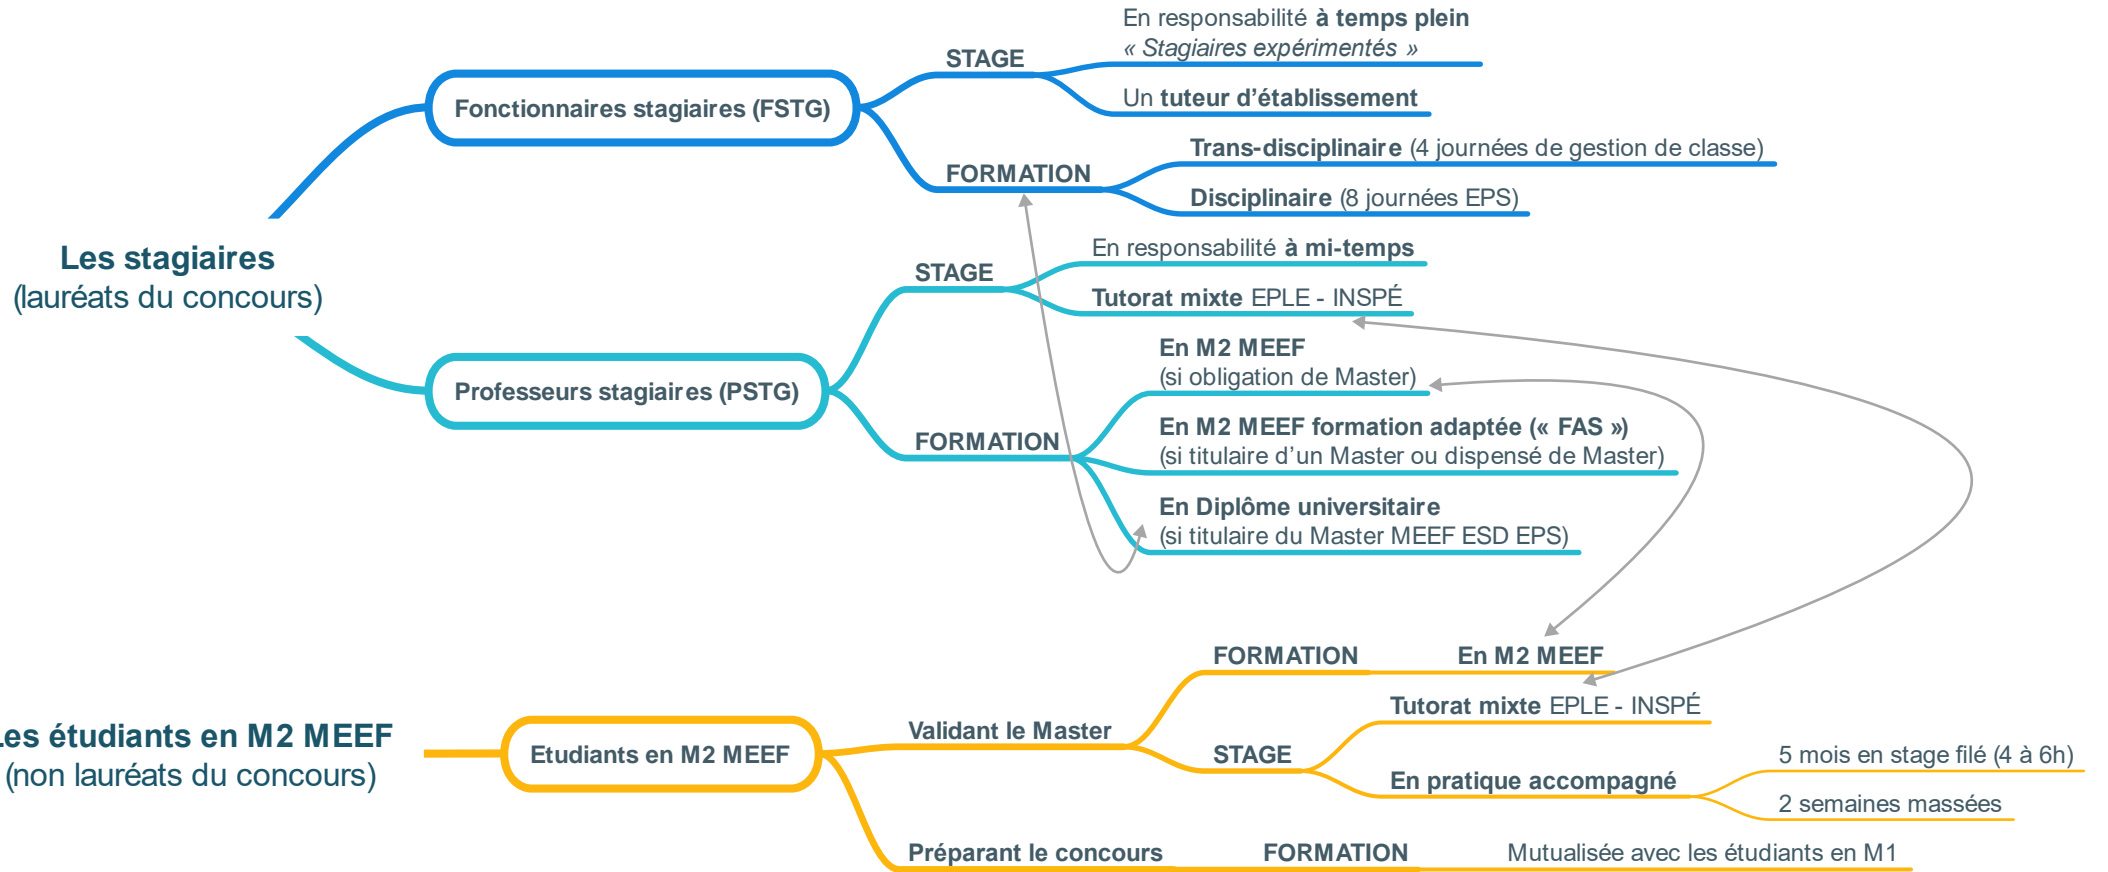 En responsabilité à temps plein
« Stagiaires expérimentés »
STAGE
Un tuteur d’établissement
Fonctionnaires stagiaires (FSTG)
Trans-disciplinaire (4 journées de gestion de classe)
FORMATION
Disciplinaire (8 journées EPS)
Les stagiaires
(lauréats du concours)
En responsabilité à mi-temps
STAGE
Tutorat mixte EPLE - INSPÉ
Professeurs stagiaires (PSTG)
En M2 MEEF
(si obligation de Master)
FORMATION
En M2 MEEF formation adaptée (« FAS »)
(si titulaire d’un Master ou dispensé de Master)
En Diplôme universitaire
(si titulaire du Master MEEF ESD EPS)
Les étudiants en M2 MEEF
(non lauréats du concours)
Etudiants en M2 MEEF
Validant le Master
FORMATION
En M2 MEEF
STAGE
Tutorat mixte EPLE - INSPÉ
En pratique accompagné
5 mois en stage filé (4 à 6h)
2 semaines massées
Préparant le concours
FORMATION
Mutualisée avec les étudiants en M1